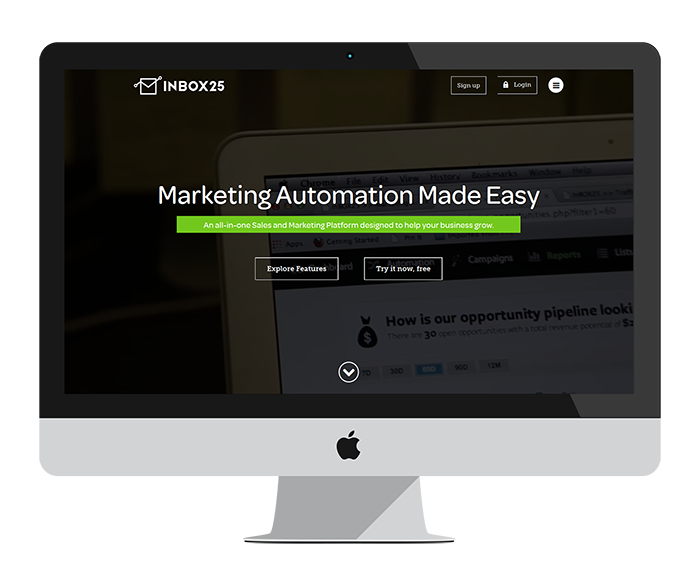 INBOX25
Sign up
Login
Marketing Automation Made Easy
An all-in-one Sales and Marketing Platform designed to help your business grow.
Explore Features
Try it now, free
Chrome File Edit View History Bookmarks Window Help
Apps Getting Started Pin It
Automation Campaigns Reports Lists
How is our opportunity pipeline
There are 30 open opportunities with a total revenue potential of
30D 60D 90D 12M